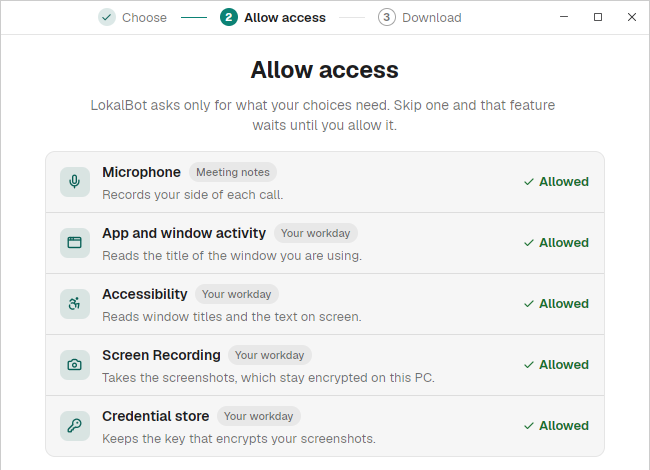 Choose
2 Allow access
3 Download
Allow access
LokalBot asks only for what your choices need. Skip one and that feature
waits until you allow it.
Microphone Meeting notes
Records your side of each call.
Allowed
App and window activity Your workday
Reads the title of the window you are using.
Allowed
Accessibility Your workday
Reads window titles and the text on screen.
Allowed
Screen Recording Your workday
Takes the screenshots, which stay encrypted on this PC.
Allowed
Credential store Your workday
Keeps the key that encrypts your screenshots.
Allowed